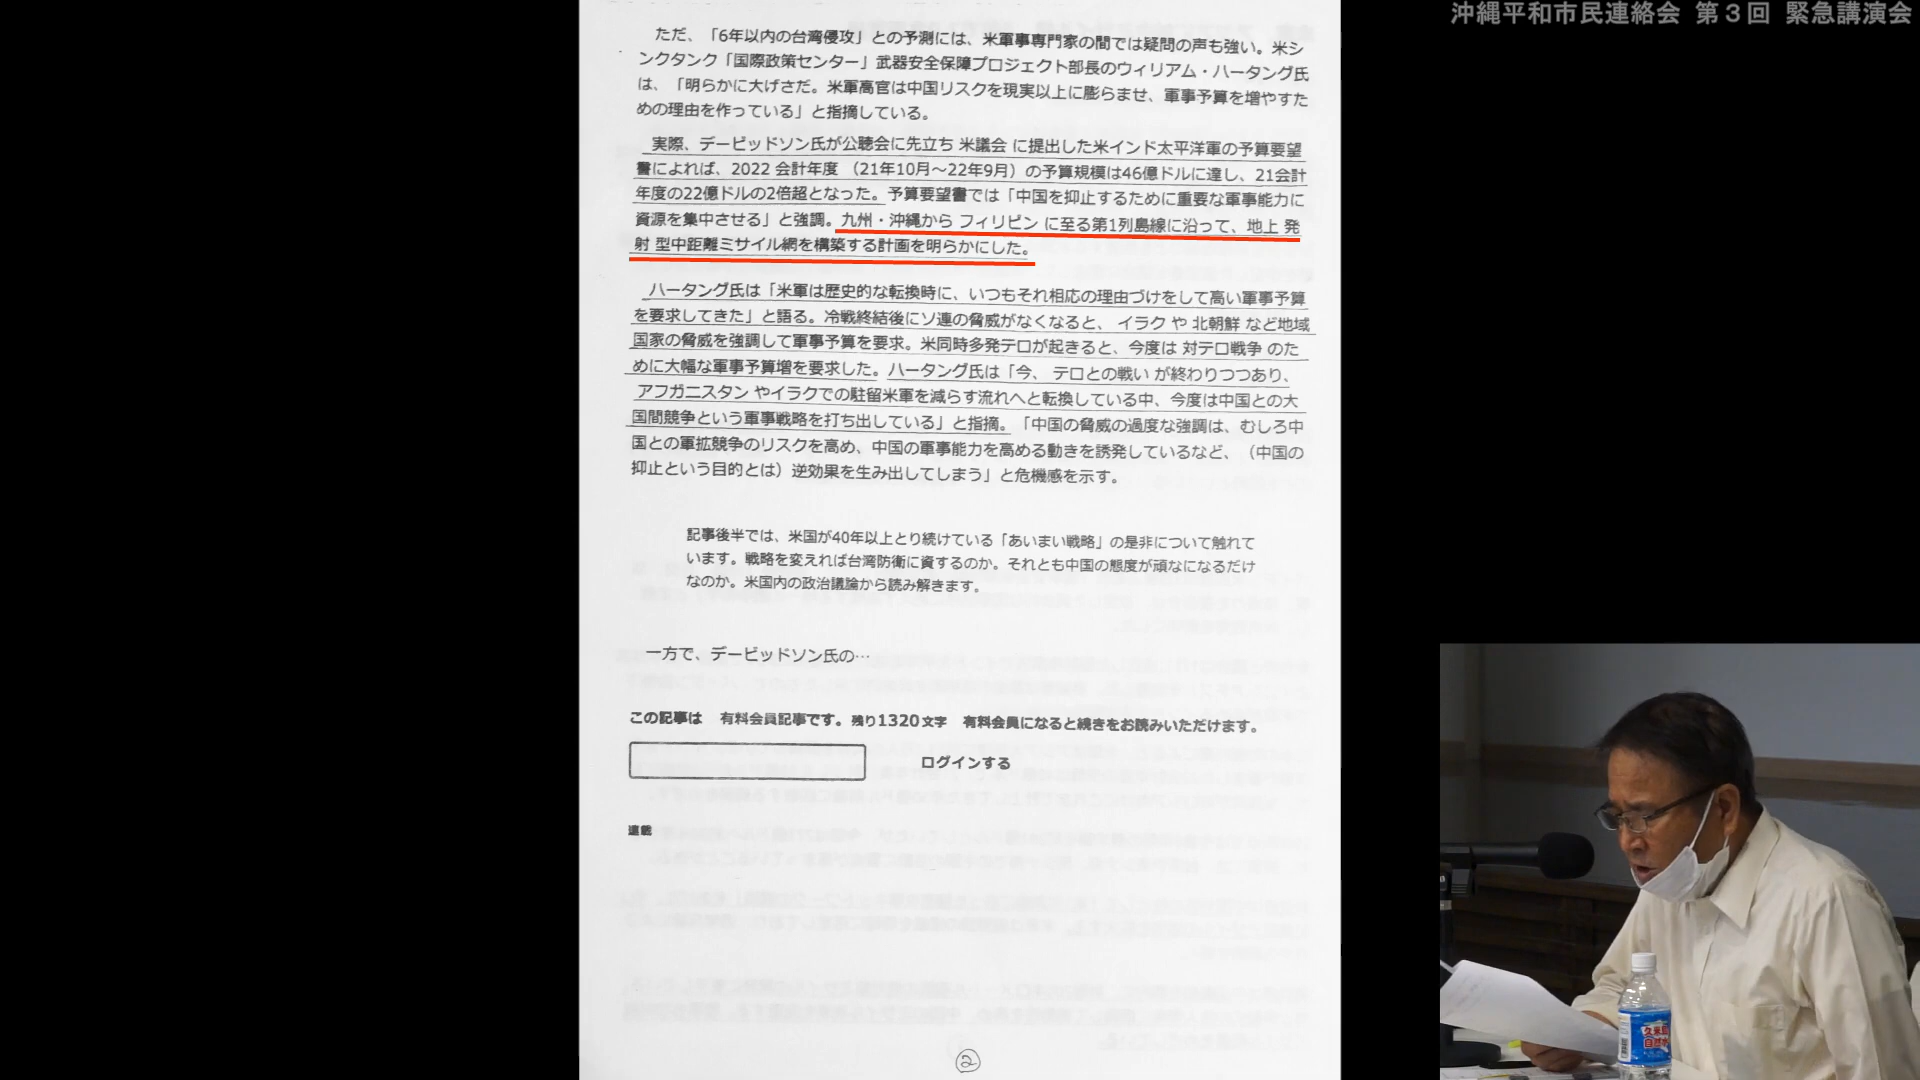 沖縄平和市民連絡会 第３回 緊急講演会
ただ、「6年以内の台湾侵攻」との予測には、米軍事専門家の間では疑問の声も強い。米シ
ンクタンク「国際政策センター」武器安全保障プロジェクト部長のウィリアム・ハータング氏
は、「明らかに大げさだ。米軍高官は中国リスクを現実以上に膨らませ、軍事予算を増やすた
めの理由を作っている」と指摘している。
実際、デービッドソン氏が公聴会に先立ち 米議会 に提出した米インド太平洋軍の予算要望
書によれば、2022 会計年度 （21年10月～22年9月）の予算規模は46億ドルに達し、21会計
年度の22億ドルの2倍超となった。予算要望書では「中国を抑止するために重要な軍事能力に
資源を集中させる」と強調。九州・沖縄から フィリピン に至る第1列島線に沿って、地上 発
射 型中距離ミサイル網を構築する計画を明らかにした。
ハータング氏は「米軍は歴史的な転換時に、いつもそれ相応の理由づけをして高い軍事予算
を要求してきた」と語る。冷戦終結後にソ連の脅威がなくなると、 イラク や 北朝鮮 など地域
国家の脅威を強調して軍事予算を要求。米同時多発テロが起きると、今度は 対テロ戦争 のた
めに大幅な軍事予算増を要求した。ハータング氏は「今、 テロとの戦い が終わりつつあり、
アフガニスタン やイラクでの駐留米軍を減らす流れへと転換している中、今度は中国との大
国間競争という軍事戦略を打ち出している」と指摘。「中国の脅威の過度な強調は、むしろ中
国との軍拡競争のリスクを高め、中国の軍事能力を高める動きを誘発しているなど、（中国の
抑止という目的とは）逆効果を生み出してしまう」と危機感を示す。
記事後半では、米国が40年以上とり続けている「あいまい戦略」の是非について触れて
います。戦略を変えれば台湾防衛に資するのか。それとも中国の態度が頑なになるだけ
なのか。米国内の政治議論から読み解きます。
一方で、デービッドソン氏の…
この記事は 有料会員記事です。残り1320文字 有料会員になると続きをお読みいただけます。
ログインする
連載
②